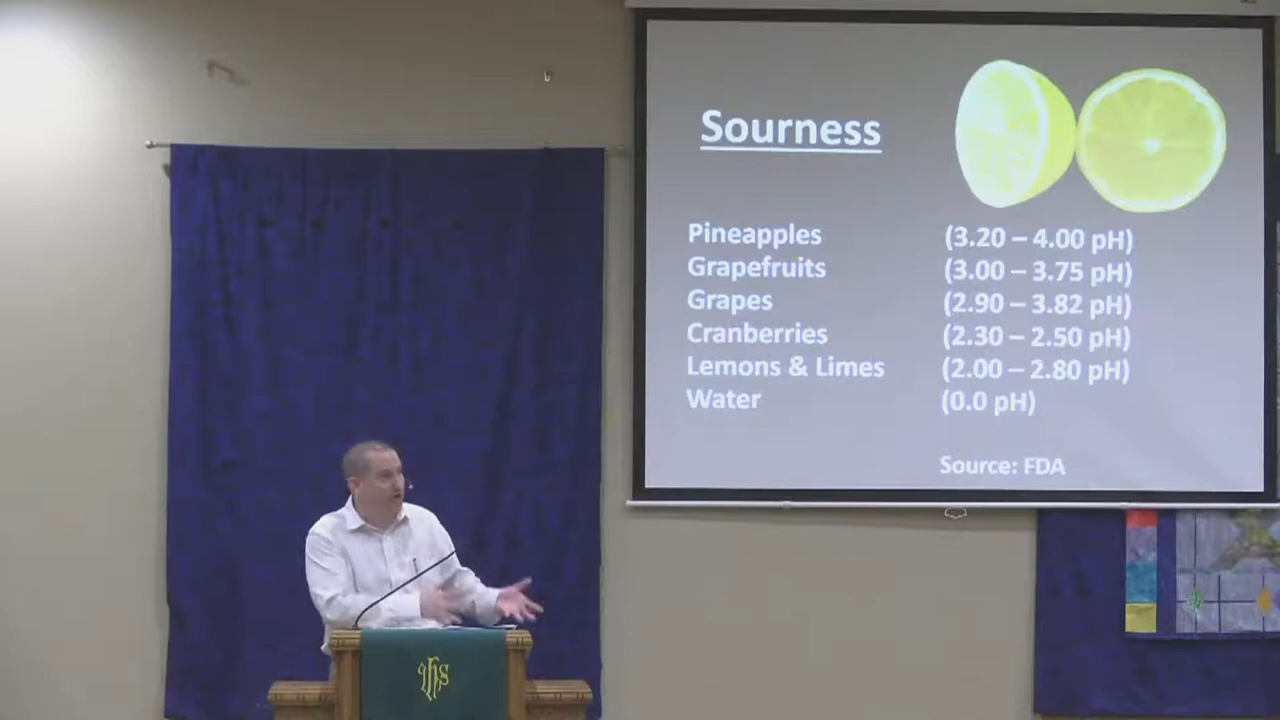 Sourness
Pineapples (3.20 – 4.00 pH)
Grapefruits (3.00 – 3.75 pH)
Grapes (2.90 – 3.82 pH)
Cranberries (2.30 – 2.50 pH)
Lemons & Limes (2.00 – 2.80 pH)
Water (0.0 pH)
Source: FDA
ihs